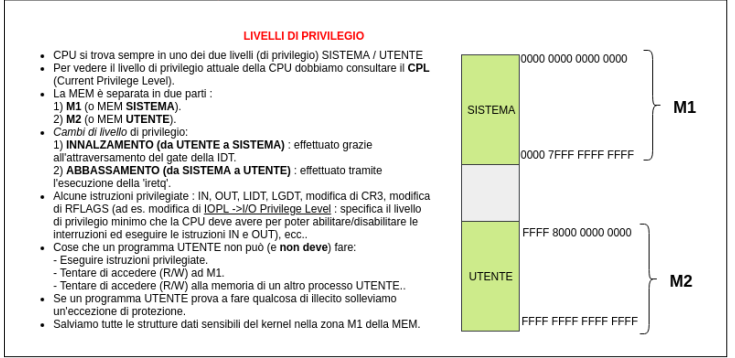 LIVELLI DI PRIVILEGIO
• CPU si trova sempre in uno dei due livelli (di privilegio) SISTEMA / UTENTE
• Per vedere il livello di privilegio attuale della CPU dobbiamo consultare il CPL
(Current Privilege Level).
• La MEM è separata in due parti :
1) M1 (o MEM SISTEMA).
2) M2 (o MEM UTENTE).
• Cambi di livello di privilegio:
1) INNALZAMENTO (da UTENTE a SISTEMA) : effettuato grazie
all'attraversamento del gate della IDT.
2) ABBASSAMENTO (da SISTEMA a UTENTE) : effettuato tramite
l'esecuzione della 'iretq'.
• Alcune istruzioni privilegiate : IN, OUT, LIDT, LGDT, modifica di CR3, modifica
di RFLAGS (ad es. modifica di IOPL ->I/O Privilege Level : specifica il livello
di privilegio minimo che la CPU deve avere per poter abilitare/disabilitare le
interruzioni ed eseguire le istruzioni IN e OUT), ecc..
• Cose che un programma UTENTE non può (e non deve) fare:
- Eseguire istruzioni privilegiate.
- Tentare di accedere (R/W) ad M1.
- Tentare di accedere (R/W) alla memoria di un altro processo UTENTE..
• Se un programma UTENTE prova a fare qualcosa di illecito solleviamo
un'eccezione di protezione.
• Salviamo tutte le strutture dati sensibili del kernel nella zona M1 della MEM.
0000 0000 0000 0000
SISTEMA
M1
0000 7FFF FFFF FFFF
FFFF 8000 0000 0000
UTENTE
M2
FFFF FFFF FFFF FFFF